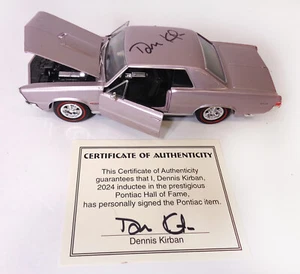 CERTIFICATE OF AUTHENTICITY
This Certificate of Authenticity
guarantees that I, Dennis Kirban,
2024 inductee in the prestigious
Pontiac Hall of Fame,
has personally signed the Pontiac item.
Dennis Kirban